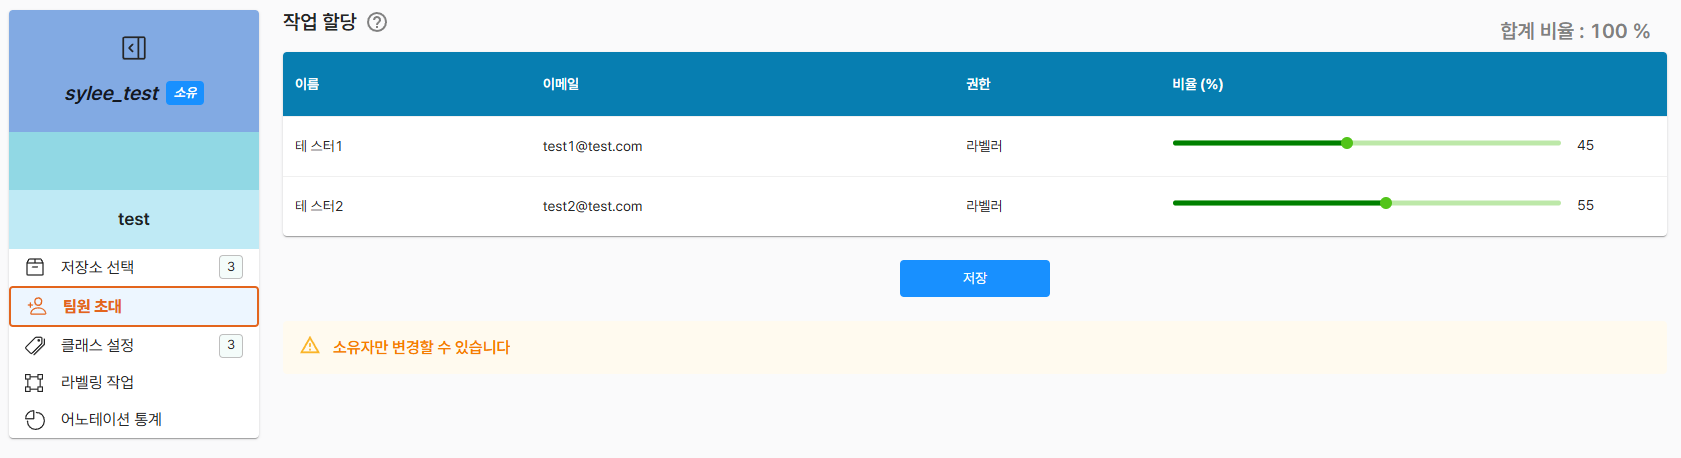 sylee_test 소유
test
저장소 선택 3
팀원 초대
클래스 설정 3
라벨링 작업
어노테이션 통계
작업 할당 ?
합계 비율 : 100 %
이름 이메일 권한 비율 (%)
테 스터1 test1@test.com 라벨러 45
테 스터2 test2@test.com 라벨러 55
저장
소유자만 변경할 수 있습니다